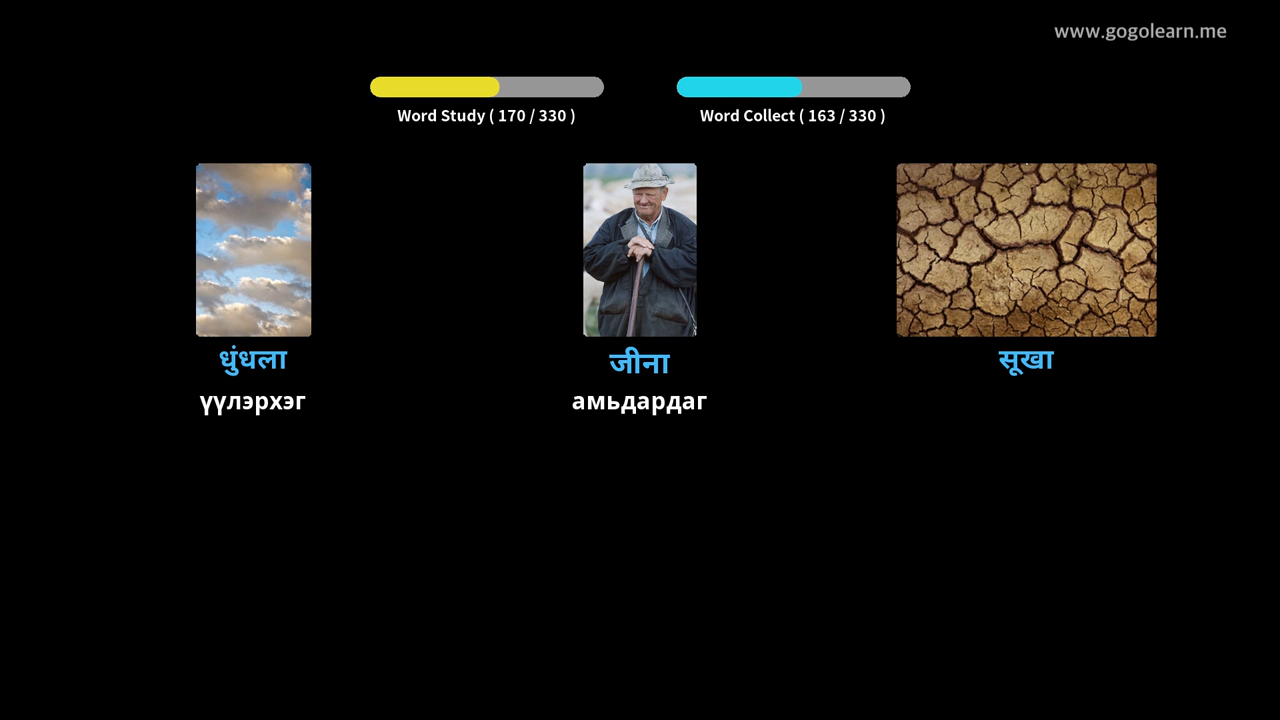 www.gogolearn.me
Word Study ( 170 / 330 )
Word Collect ( 163 / 330 )
धुंधला
जीना
सूखा
үүлэрхэг
амьдардаг